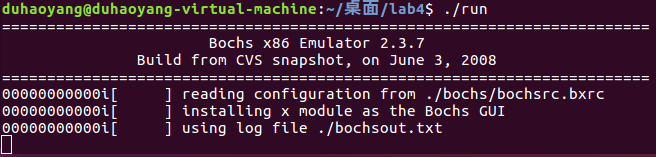 duhaoyang@duhaoyang-virtual-machine:~/桌面/lab4$ ./run
========================================================================
Bochs x86 Emulator 2.3.7
Build from CVS snapshot, on June 3, 2008
========================================================================
00000000000i[     ] reading configuration from ./bochs/bochsrc.bxrc
00000000000i[     ] installing x module as the Bochs GUI
00000000000i[     ] using log file ./bochsout.txt